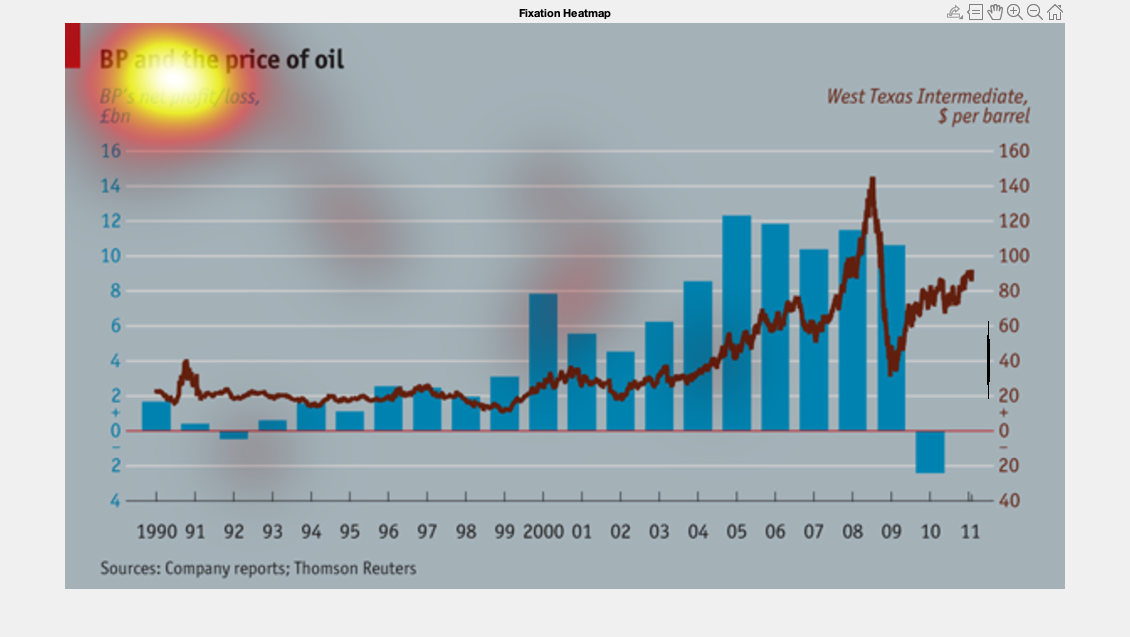 Fixation Heatmap
BP and the price of oil
BP's net profit/loss,
£bn
West Texas Intermediate,
$ per barrel
16 160
14 140
12 120
10 100
8 80
6 60
4 40
2 20
+ +
0 0
– –
2 20
4 40
1990 91 92 93 94 95 96 97 98 99 2000 01 02 03 04 05 06 07 08 09 10 11
Sources: Company reports; Thomson Reuters